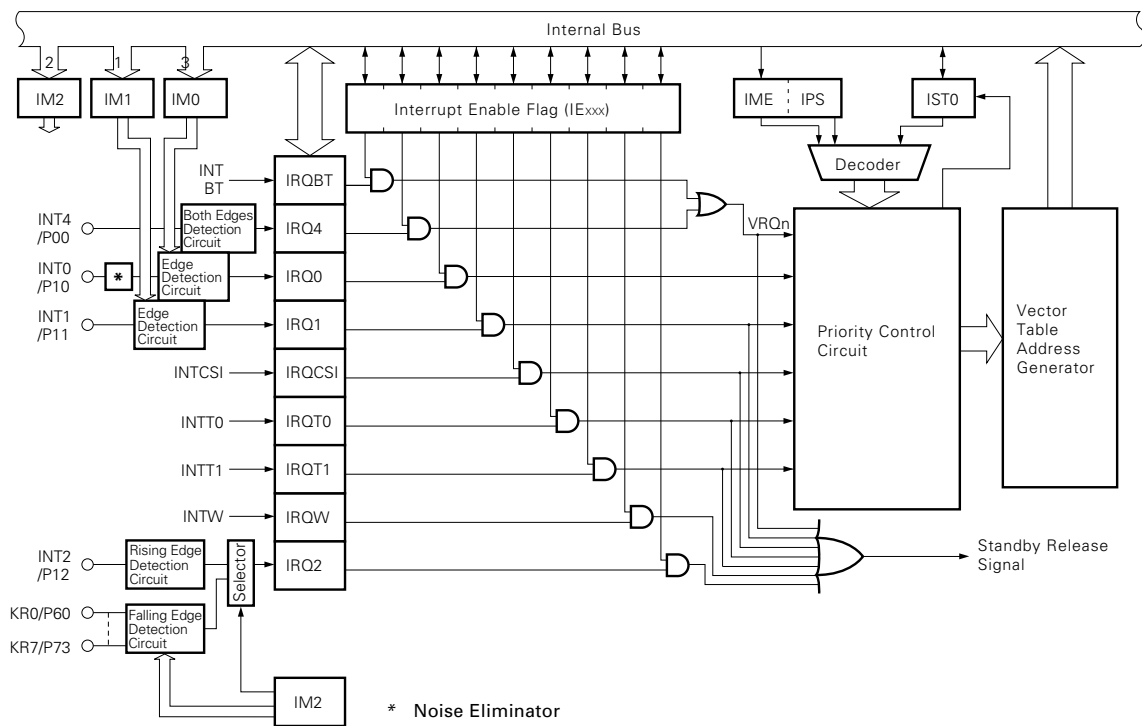 Internal Bus
2
1
3
IM2
IM1
IM0
Interrupt Enable Flag (IExxx)
IME
IPS
IST0
Decoder
INT
BT
IRQBT
INT4
/P00
Both Edges
Detection
Circuit
IRQ4
VRQn
INT0
/P10
*
Edge
Detection
Circuit
IRQ0
INT1
/P11
Edge
Detection
Circuit
IRQ1
Priority Control
Circuit
Vector
Table
Address
Generator
INTCSI
IRQCSI
INTT0
IRQT0
INTT1
IRQT1
INTW
IRQW
INT2
/P12
Rising Edge
Detection
Circuit
Selector
IRQ2
Standby Release
Signal
KR0/P60
KR7/P73
Falling Edge
Detection
Circuit
IM2
* Noise Eliminator